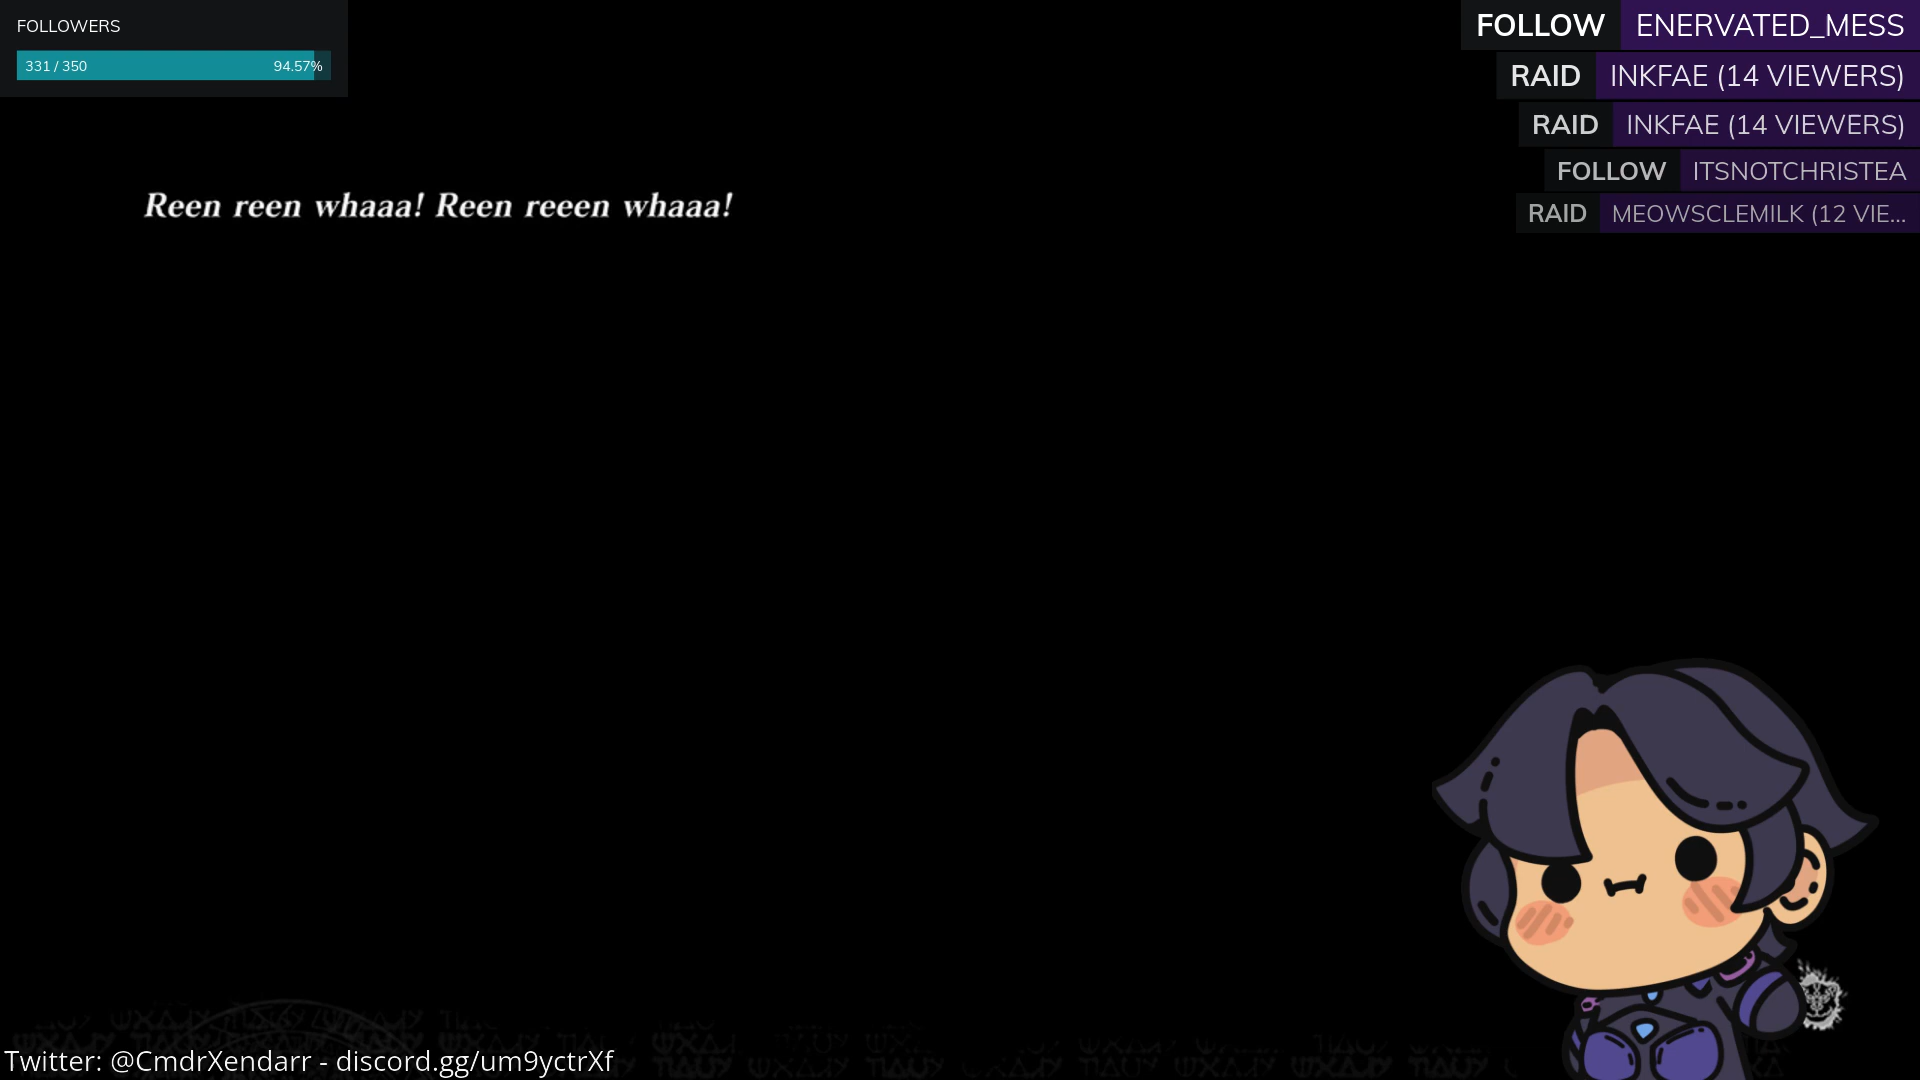 FOLLOWERS
331 / 350 94.57%
FOLLOW ENERVATED_MESS
RAID INKFAE (14 VIEWERS)
RAID INKFAE (14 VIEWERS)
FOLLOW ITSNOTCHRISTEA
RAID MEOWSCLEMILK (12 VIE...
Reen reen whaaa! Reen reeen whaaa!
Twitter: @CmdrXendarr - discord.gg/um9yctrXf